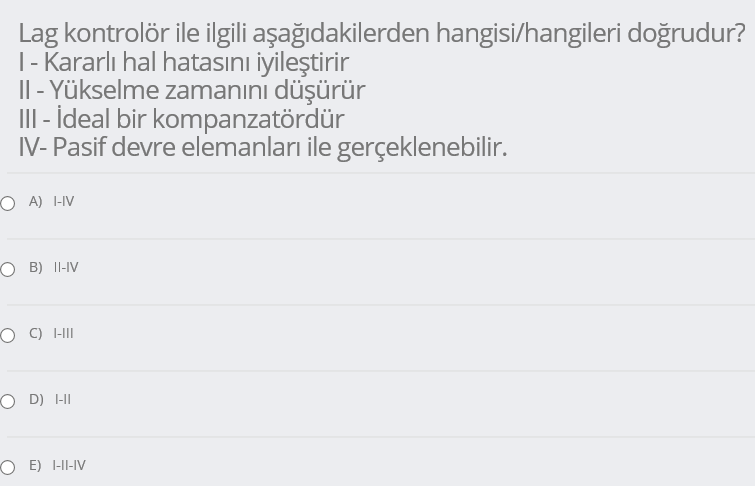 Lag kontrolör ile ilgili aşağıdakilerden hangisi/hangileri doğrudur?
I - Kararlı hal hatasını iyileştirir
II - Yükselme zamanını düşürür
III - İdeal bir kompanzatördür
IV- Pasif devre elemanları ile gerçeklenebilir.
A) I-IV
B) II-IV
C) I-III
D) I-II
E) I-II-IV